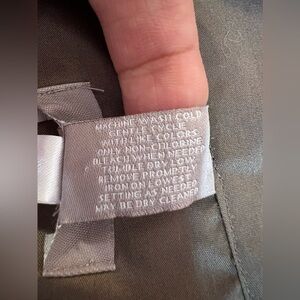 MACHINE WASH COLD
GENTLE CYCLE
WITH LIKE COLORS
ONLY NON-CHLORINE
BLEACH WHEN NEEDED
TUMBLE DRY LOW
REMOVE PROMPTLY
IRON ON LOWEST
SETTING AS NEEDED
MAY BE DRY CLEANED